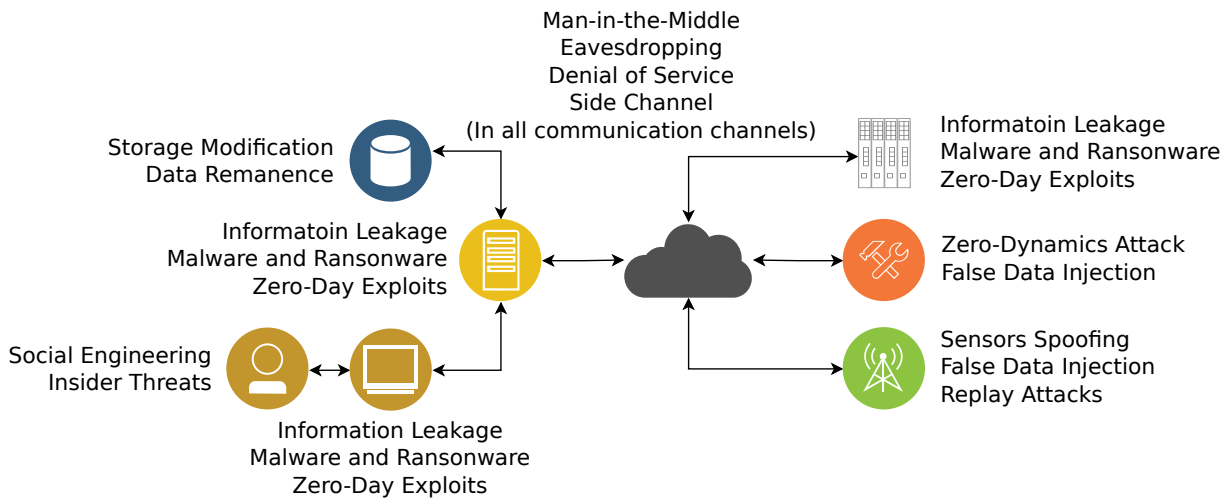 Man-in-the-Middle
Eavesdropping
Denial of Service
Side Channel
(In all communication channels)
Storage Modification
Data Remanence
Informatoin Leakage
Malware and Ransonware
Zero-Day Exploits
Social Engineering
Insider Threats
Information Leakage
Malware and Ransonware
Zero-Day Exploits
Informatoin Leakage
Malware and Ransonware
Zero-Day Exploits
Zero-Dynamics Attack
False Data Injection
Sensors Spoofing
False Data Injection
Replay Attacks